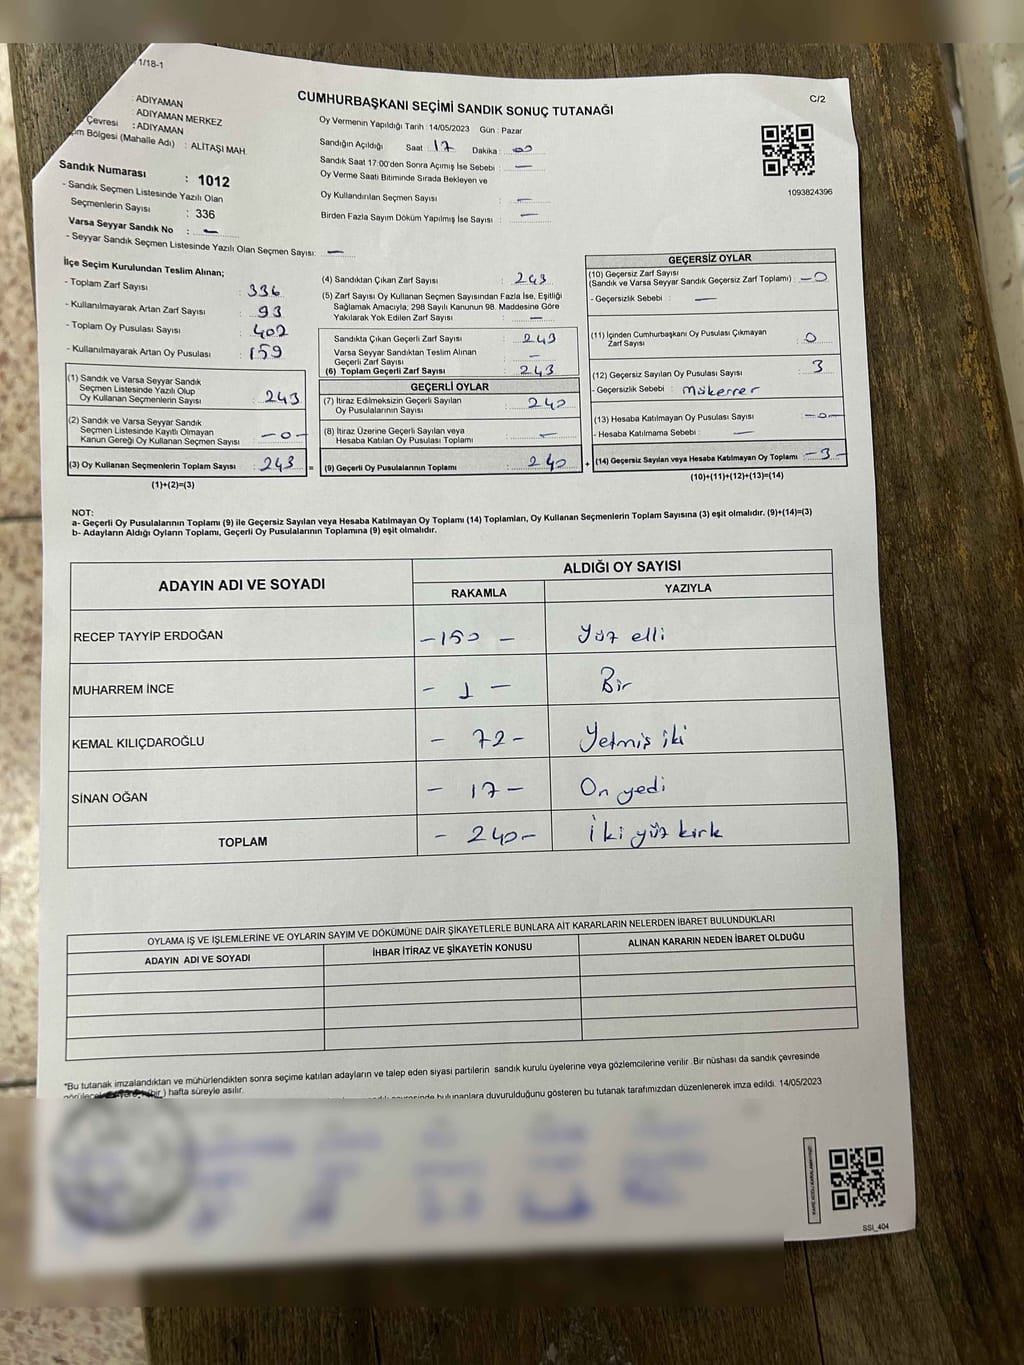 1/18-1
: ADIYAMAN
: ADIYAMAN MERKEZ
Çevresi : ADIYAMAN
Bölgesi (Mahalle Adı) : ALİTAŞI MAH.
CUMHURBAŞKANI SEÇİMİ SANDIK SONUÇ TUTANAĞI
C/2
Oy Vermenin Yapıldığı Tarih : 14/05/2023 Gün : Pazar
Sandığın Açıldığı Saat : 17 Dakika : 00
Sandık Saat 17:00'den Sonra Açımış İse Sebebi : —
Oy Verme Saati Bitiminde Sırada Bekleyen ve
Oy Kullandırılan Seçmen Sayısı : —
Birden Fazla Sayım Döküm Yapılmış İse Sayısı : —
1093824396
Sandık Numarası : 1012
- Sandık Seçmen Listesinde Yazılı Olan
Seçmenlerin Sayısı : 336
Varsa Seyyar Sandık No : —
- Seyyar Sandık Seçmen Listesinde Yazılı Olan Seçmen Sayısı: —
İlçe Seçim Kurulundan Teslim Alınan;
- Toplam Zarf Sayısı : 336
- Kullanılmayarak Artan Zarf Sayısı : 93
- Toplam Oy Pusulası Sayısı : 402
- Kullanılmayarak Artan Oy Pusulası : 159
(1) Sandık ve Varsa Seyyar Sandık
Seçmen Listesinde Yazılı Olup
Oy Kullanan Seçmenlerin Sayısı : 243
(2) Sandık ve Varsa Seyyar Sandık
Seçmen Listesinde Kayıtlı Olmayan
Kanun Gereği Oy Kullanan Seçmen Sayısı : —0—
(3) Oy Kullanan Seçmenlerin Toplam Sayısı : 243 =
(1)+(2)=(3)
(4) Sandıktan Çıkan Zarf Sayısı : 243
(5) Zarf Sayısı Oy Kullanan Seçmen Sayısından Fazla İse, Eşitliği
Sağlamak Amacıyla, 298 Sayılı Kanunun 98. Maddesine Göre
Yakılarak Yok Edilen Zarf Sayısı : —
Sandıkta Çıkan Geçerli Zarf Sayısı : 243
Varsa Seyyar Sandıktan Teslim Alınan
Geçerli Zarf Sayısı : —
(6) Toplam Geçerli Zarf Sayısı : 243
GEÇERLİ OYLAR
(7) İtiraz Edilmeksizin Geçerli Sayılan
Oy Pusulalarının Sayısı : 240
(8) İtiraz Üzerine Geçerli Sayılan veya
Hesaba Katılan Oy Pusulası Toplamı : —
(9) Geçerli Oy Pusulalarının Toplamı : 240 +
GEÇERSİZ OYLAR
(10) Geçersiz Zarf Sayısı
(Sandık ve Varsa Seyyar Sandık Geçersiz Zarf Toplamı) : —0
- Geçersizlik Sebebi : —
(11) İçinden Cumhurbaşkanı Oy Pusulası Çıkmayan
Zarf Sayısı : 0
(12) Geçersiz Sayılan Oy Pusulası Sayısı : 3
- Geçersizlik Sebebi : Mükerrer
(13) Hesaba Katılmayan Oy Pusulası Sayısı : —0—
- Hesaba Katılmama Sebebi : —
(14) Geçersiz Sayılan veya Hesaba Katılmayan Oy Toplamı : —3—
(10)+(11)+(12)+(13)=(14)
NOT:
a- Geçerli Oy Pusulalarının Toplamı (9) ile Geçersiz Sayılan veya Hesaba Katılmayan Oy Toplamı (14) Toplamları, Oy Kullanan Seçmenlerin Toplam Sayısına (3) eşit olmalıdır. (9)+(14)=(3)
b- Adayların Aldığı Oyların Toplamı, Geçerli Oy Pusulalarının Toplamına (9) eşit olmalıdır.
ADAYIN ADI VE SOYADI
ALDIĞI OY SAYISI
RAKAMLA YAZIYLA
RECEP TAYYİP ERDOĞAN —150 — Yüz elli
MUHARREM İNCE — 1 — Bir
KEMAL KILIÇDAROĞLU — 72 — Yetmiş iki
SİNAN OĞAN — 17 — On yedi
TOPLAM — 240 — İki yüz kırk
OYLAMA İŞ VE İŞLEMLERİNE VE OYLARIN SAYIM VE DÖKÜMÜNE DAİR ŞİKAYETLERLE BUNLARA AİT KARARLARIN NELERDEN İBARET BULUNDUKLARI
ADAYIN ADI VE SOYADI İHBAR İTİRAZ VE ŞİKAYETİN KONUSU ALINAN KARARIN NEDEN İBARET OLDUĞU
"Bu tutanak imzalandıktan ve mühürlendikten sonra seçime katılan adayların ve talep eden siyasi partilerin sandık kurulu üyelerine veya gözlemcilerine verilir .Bir nüshası da sandık çevresinde
(bir ) hafta süreyle asılır.
bulunanlara duyurulduğunu gösteren bu tutanak tarafımızdan düzenlenerek imza edildi. 14/05/2023
SSI_404